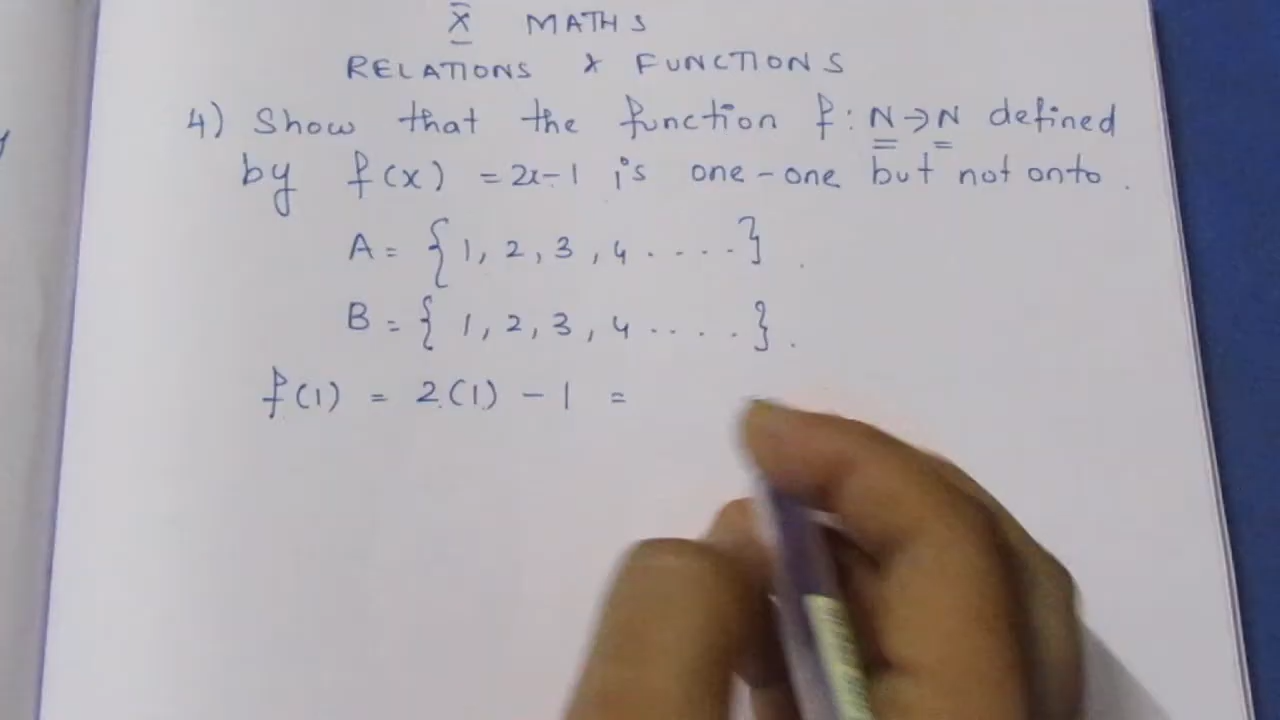 X MATHS
RELATIONS & FUNCTIONS
4) Show that the function f : N → N defined
by f(x) = 2x-1 is one-one but not onto.
A = { 1, 2, 3, 4 . . . . }
B = { 1, 2, 3, 4 . . . . . }.
f(1) = 2(1) - 1 =